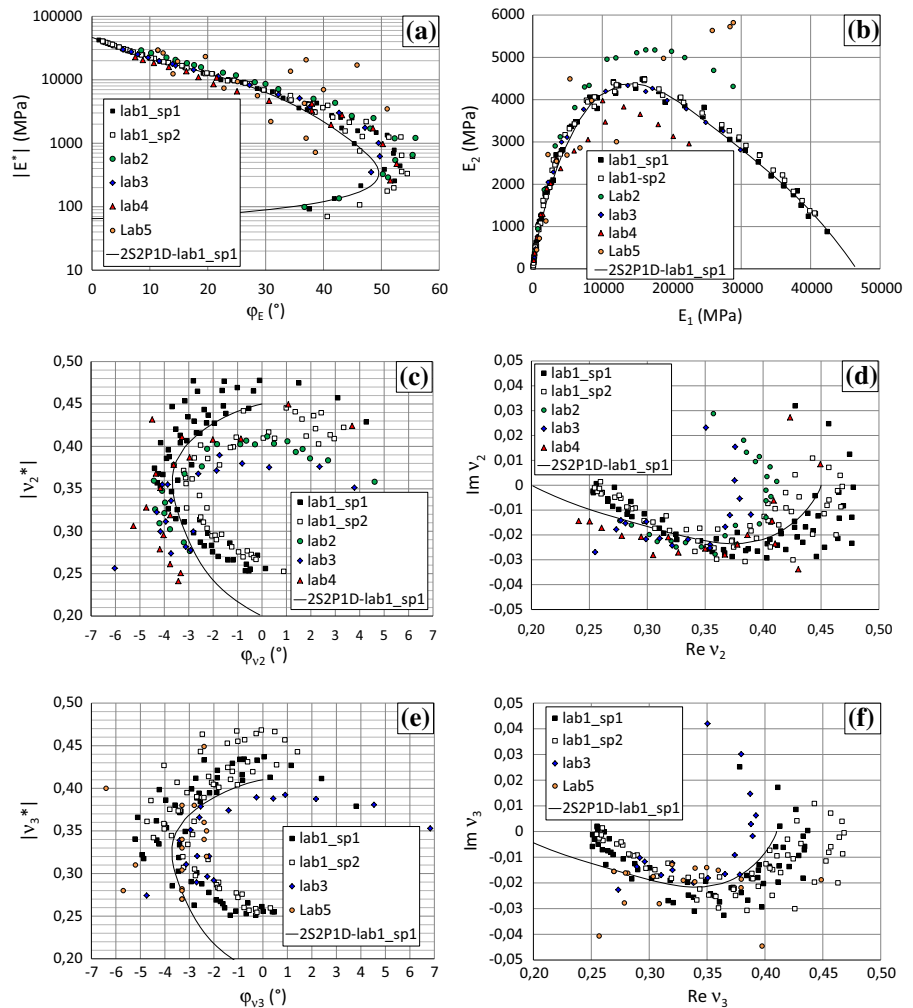 (a)
|E*| (MPa)
100000
10000
1000
100
10
lab1_sp1
lab1_sp2
lab2
lab3
lab4
Lab5
2S2P1D-lab1_sp1
0 10 20 30 40 50 60
φE (°)
(b)
E2 (MPa)
6000
5000
4000
3000
2000
1000
0
lab1_sp1
lab1-sp2
Lab2
lab3
lab4
Lab5
2S2P1D-lab1_sp1
0 10000 20000 30000 40000 50000
E1 (MPa)
(c)
|ν2*|
0,50
0,45
0,40
0,35
0,30
0,25
0,20
lab1_sp1
lab1_sp2
lab2
lab3
lab4
2S2P1D-lab1_sp1
-7 -6 -5 -4 -3 -2 -1 0 1 2 3 4 5 6 7
φν2 (°)
(d)
Im ν2
0,05
0,04
0,03
0,02
0,01
0
-0,01
-0,02
-0,03
-0,04
-0,05
lab1_sp1
lab1_sp2
lab2
lab3
lab4
2S2P1D-lab1_sp1
0,20 0,25 0,30 0,35 0,40 0,45 0,50
Re ν2
(e)
|ν3*|
0,50
0,45
0,40
0,35
0,30
0,25
0,20
lab1_sp1
lab1_sp2
lab3
Lab5
2S2P1D-lab1_sp1
-7 -6 -5 -4 -3 -2 -1 0 1 2 3 4 5 6 7
φν3 (°)
(f)
Im ν3
0,05
0,04
0,03
0,02
0,01
0
-0,01
-0,02
-0,03
-0,04
-0,05
lab1_sp1
lab1_sp2
lab3
Lab5
2S2P1D-lab1_sp1
0,20 0,25 0,30 0,35 0,40 0,45 0,50
Re ν3